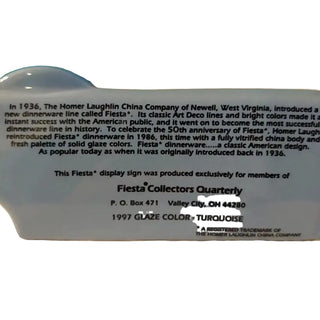 In 1936, The Homer Laughlin China Company of Newell, West Virginia, introduced a
new dinnerware line called Fiesta*. Its classic Art Deco lines and bright colors made it a
instant success with the American public, and it went on to become the most successful
dinnerware line in history. To celebrate the 50th anniversary of Fiesta*, Homer Laugh
reintroduced Fiesta* dinnerware in 1986, this time with a fully vitrified china body and
fresh palette of solid glaze colors. Fiesta* dinnerware.....a classic American design.
As popular today as when it was originally introduced back in 1936.
This Fiesta* display sign was produced exclusively for members of
Fiesta*Collectors Quarterly
P.O. Box 471 Valley City, OH 44280
1997 GLAZE COLOR - TURQUOISE
* A REGISTERED TRADEMARK OF
THE HOMER LAUGHLIN CHINA COMPANY